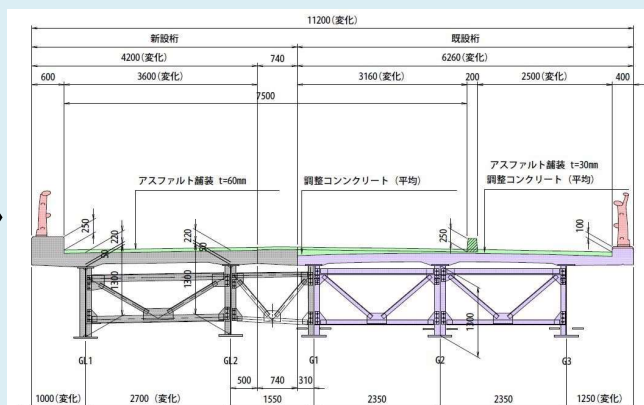 11200(変化)
新設桁
既設桁
4200(変化)
740
6260(変化)
600
3600(変化)
3160(変化)
200
2500(変化)
400
7500
アスファルト舗装 t=60㎜
調整コンンクリート（平均）
アスファルト舗装 t=30㎜
調整コンクリート（平均）
250
220
50
1300
220
50
1300
250
100
1300
GL1
GL2
G1
G2
G3
500
740
310
1000(変化)
2700 (変化)
1550
2350
2350
1250(変化)